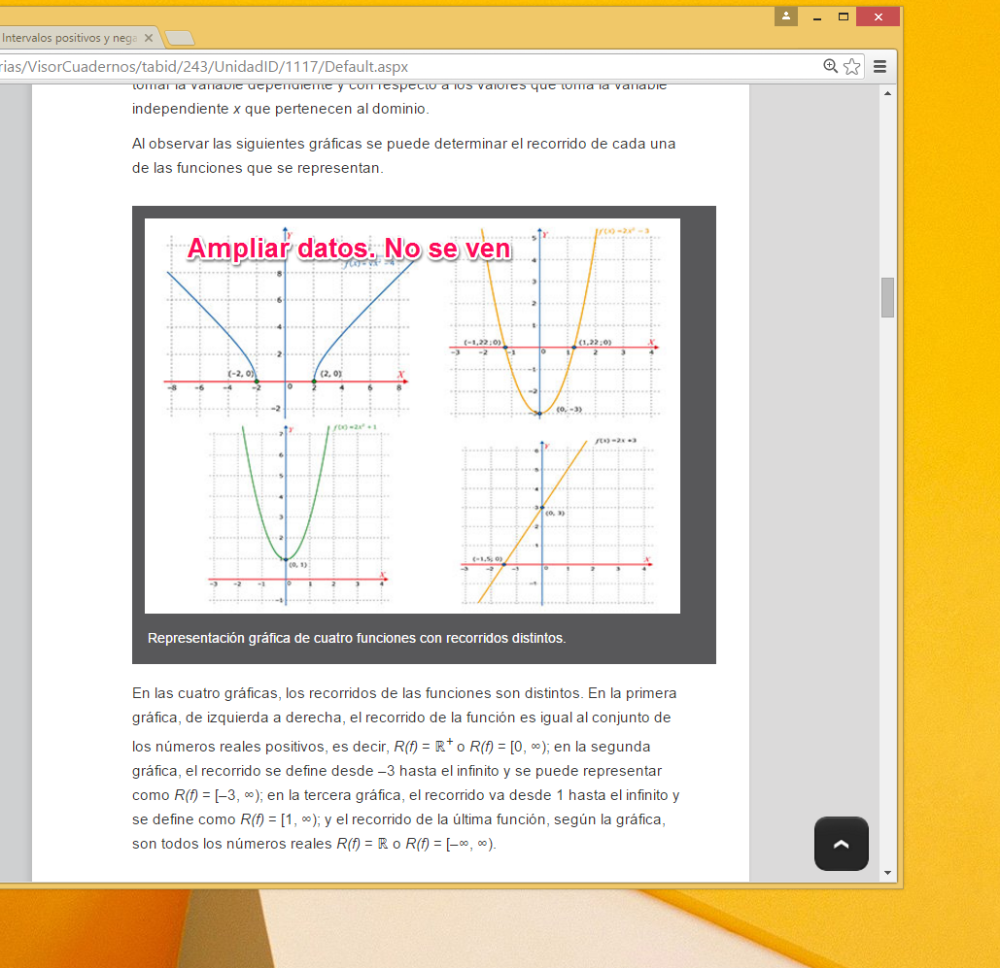 Intervalos positivos y nega
rias/VisorCuadernos/tabid/243/UnidadID/1117/Default.aspx
tomar la variable dependiente y con respecto a los valores que toma la variable
independiente x que pertenecen al dominio.
Al observar las siguientes gráficas se puede determinar el recorrido de cada una
de las funciones que se representan.
Ampliar datos. No se ven
Y
8
6
4
2
(-2, 0)
(2, 0)
X
-8 -6 -4 -2 0 2 4 6 8
-2
f(x)=2x² − 3
Y
5
4
3
2
1
(-1,22 ;0)
(1,22 ;0)
X
-3 -2 -1 0 1 2 3 4
-1
-2
-3
(0, -3)
f(x)=2x² + 1
Y
7
6
5
4
3
2
(0, 1)
X
-3 -2 -1 0 1 2 3 4
-1
f(x)=2x +3
Y
6
5
4
3
(0, 3)
2
1
(-1,5; 0)
X
-3 -2 -1 0 1 2 3 4
-1
Representación gráfica de cuatro funciones con recorridos distintos.
En las cuatro gráficas, los recorridos de las funciones son distintos. En la primera
gráfica, de izquierda a derecha, el recorrido de la función es igual al conjunto de
los números reales positivos, es decir, R(f) = ℝ⁺ o R(f) = [0, ∞); en la segunda
gráfica, el recorrido se define desde –3 hasta el infinito y se puede representar
como R(f) = [–3, ∞); en la tercera gráfica, el recorrido va desde 1 hasta el infinito y
se define como R(f) = [1, ∞); y el recorrido de la última función, según la gráfica,
son todos los números reales R(f) = ℝ o R(f) = [–∞, ∞).